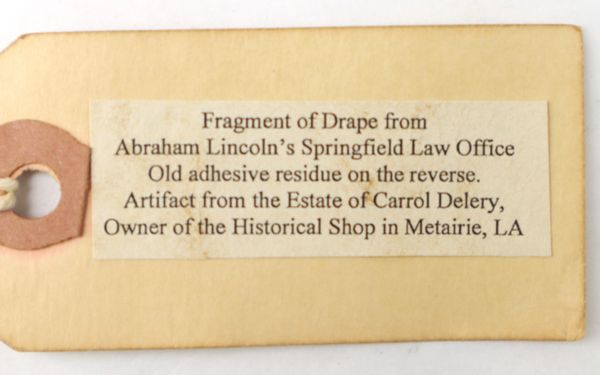 Fragment of Drape from
Abraham Lincoln's Springfield Law Office
Old adhesive residue on the reverse.
Artifact from the Estate of Carrol Delery,
Owner of the Historical Shop in Metairie, LA